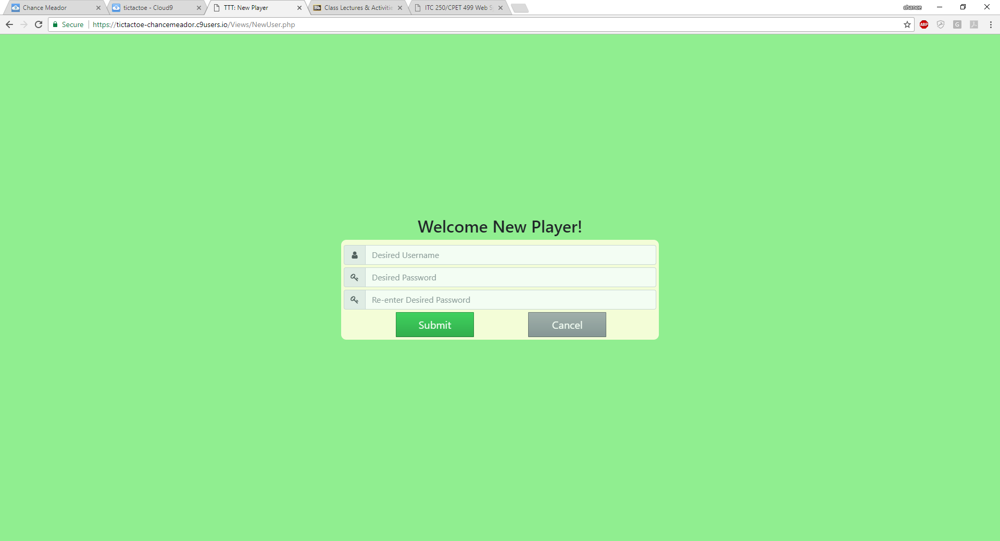 Chance Meador
tictactoe - Cloud9
TTT: New Player
Bb Class Lectures & Activitie
ITC 250/CPET 499 Web S
chance
Secure
https://tictactoe-chancemeador.c9users.io/Views/NewUser.php
ABP
G
Welcome New Player!
Desired Username
Desired Password
Re-enter Desired Password
Submit
Cancel